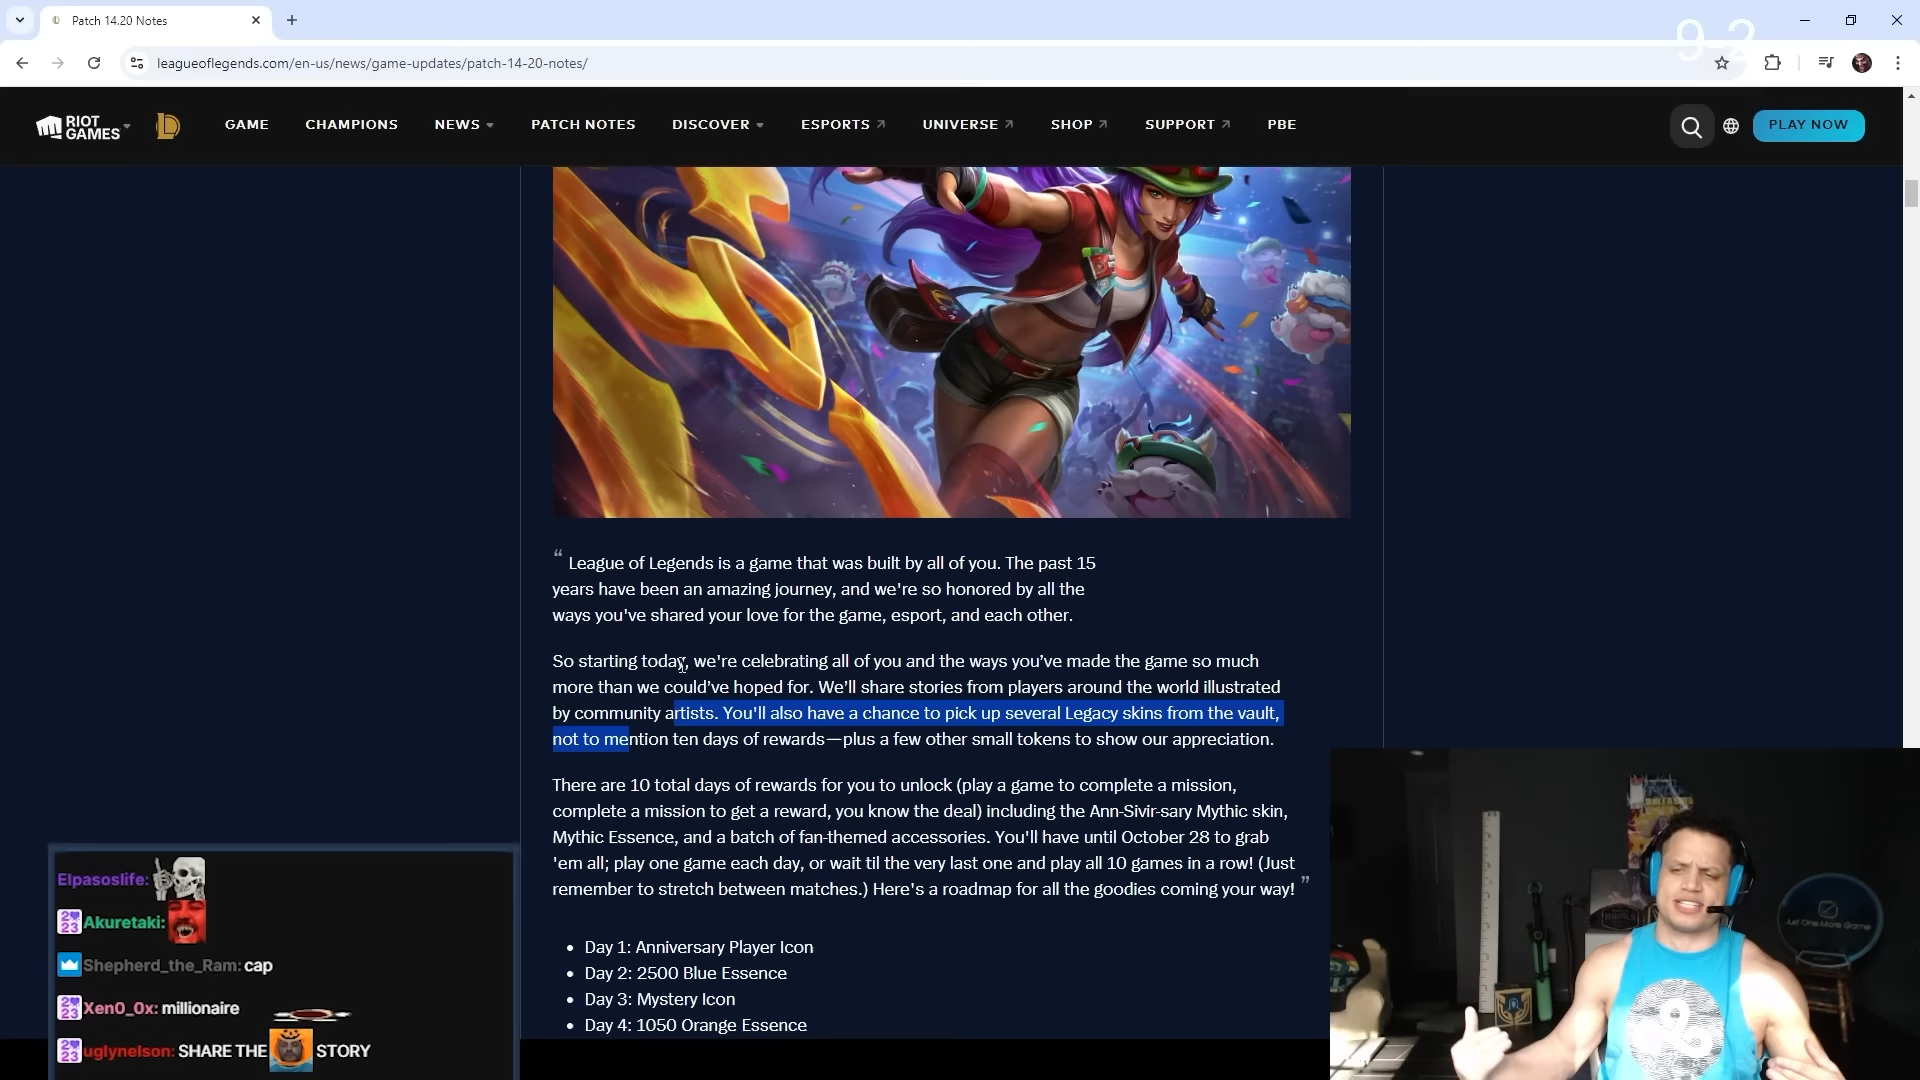 Patch 14.20 Notes
9-2
leagueoflegends.com/en-us/news/game-updates/patch-14-20-notes/
RIOT GAMES
GAME
CHAMPIONS
NEWS
PATCH NOTES
DISCOVER
ESPORTS
UNIVERSE
SHOP
SUPPORT
PBE
PLAY NOW
“ League of Legends is a game that was built by all of you. The past 15
years have been an amazing journey, and we're so honored by all the
ways you've shared your love for the game, esport, and each other.
So starting today, we're celebrating all of you and the ways you’ve made the game so much
more than we could’ve hoped for. We’ll share stories from players around the world illustrated
by community artists. You'll also have a chance to pick up several Legacy skins from the vault,
not to mention ten days of rewards—plus a few other small tokens to show our appreciation.
There are 10 total days of rewards for you to unlock (play a game to complete a mission,
complete a mission to get a reward, you know the deal) including the Ann-Sivir-sary Mythic skin,
Mythic Essence, and a batch of fan-themed accessories. You'll have until October 28 to grab
'em all; play one game each day, or wait til the very last one and play all 10 games in a row! (Just
remember to stretch between matches.) Here's a roadmap for all the goodies coming your way! ”
• Day 1: Anniversary Player Icon
• Day 2: 2500 Blue Essence
• Day 3: Mystery Icon
• Day 4: 1050 Orange Essence
Elpasoslife:
2023 Akuretaki:
Shepherd_the_Ram: cap
2023 Xen0_0x: millionaire
2023 uglynelson: SHARE THE STORY
Just One More Game